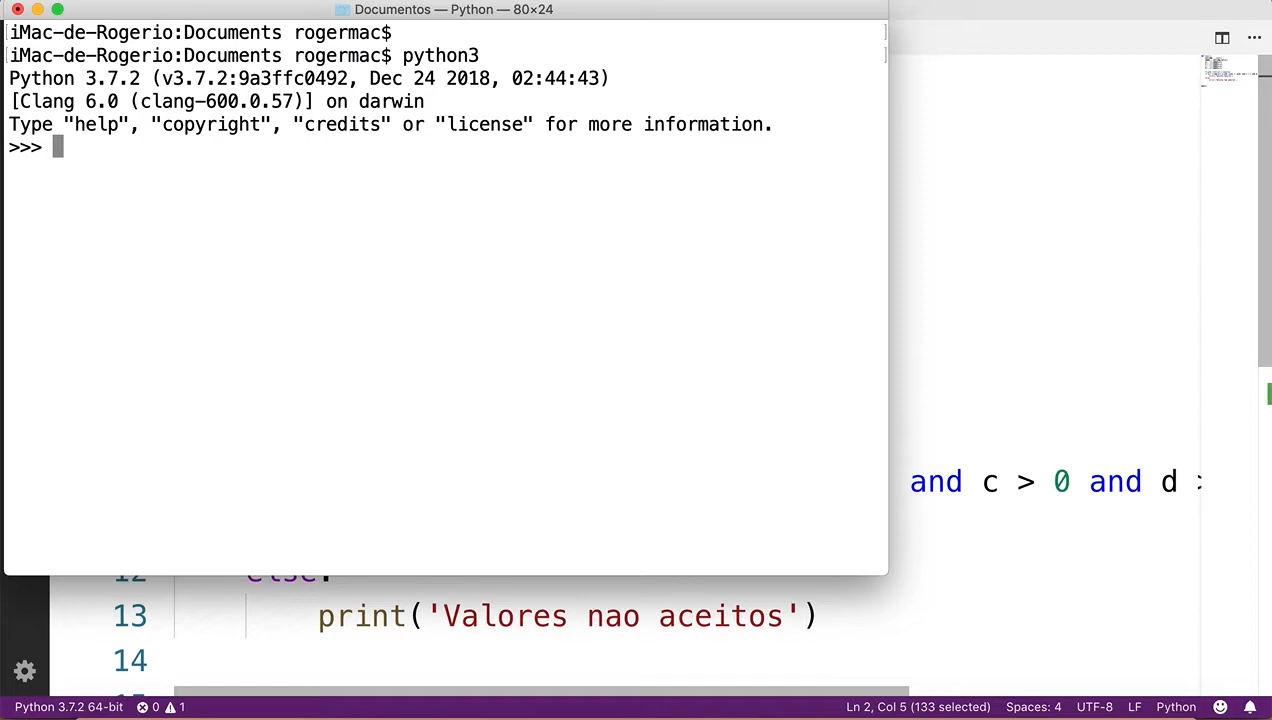 Documentos — Python — 80×24
iMac-de-Rogerio:Documents rogermac$
iMac-de-Rogerio:Documents rogermac$ python3
Python 3.7.2 (v3.7.2:9a3ffc0492, Dec 24 2018, 02:44:43)
[Clang 6.0 (clang-600.0.57)] on darwin
Type "help", "copyright", "credits" or "license" for more information.
>>>
and c > 0 and d >
12 else:
13 print('Valores nao aceitos')
14
Python 3.7.2 64-bit 0 1 Ln 2, Col 5 (133 selected) Spaces: 4 UTF-8 LF Python